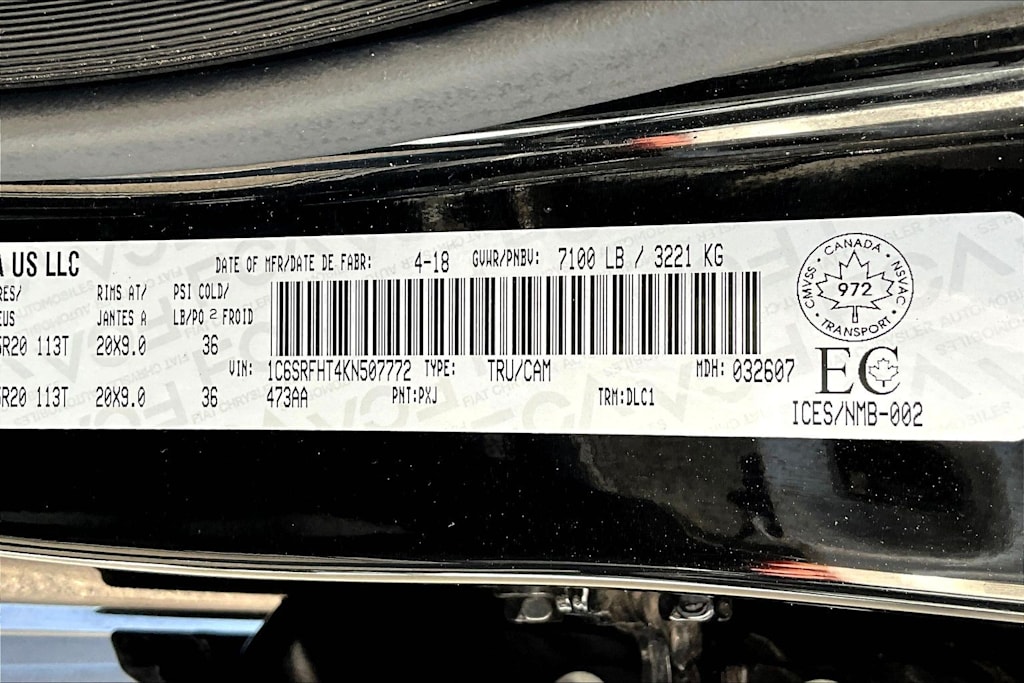 A US LLC
DATE OF MFR/DATE DE FABR: 4-18 GVWR/PNBV: 7100 LB / 3221 KG
RES/ RIMS AT/ PSI COLD/
EUS JANTES A LB/PO 2 FROID
5R20 113T 20X9.0 36
VIN: 1C6SRFHT4KN507772 TYPE: TRU/CAM MDH: 032607
5R20 113T 20X9.0 36 473AA PNT:PXJ TRM:DLC1
CMVSS · CANADA · NSVAC · TRANSPORT ·
972
EC
ICES/NMB-002